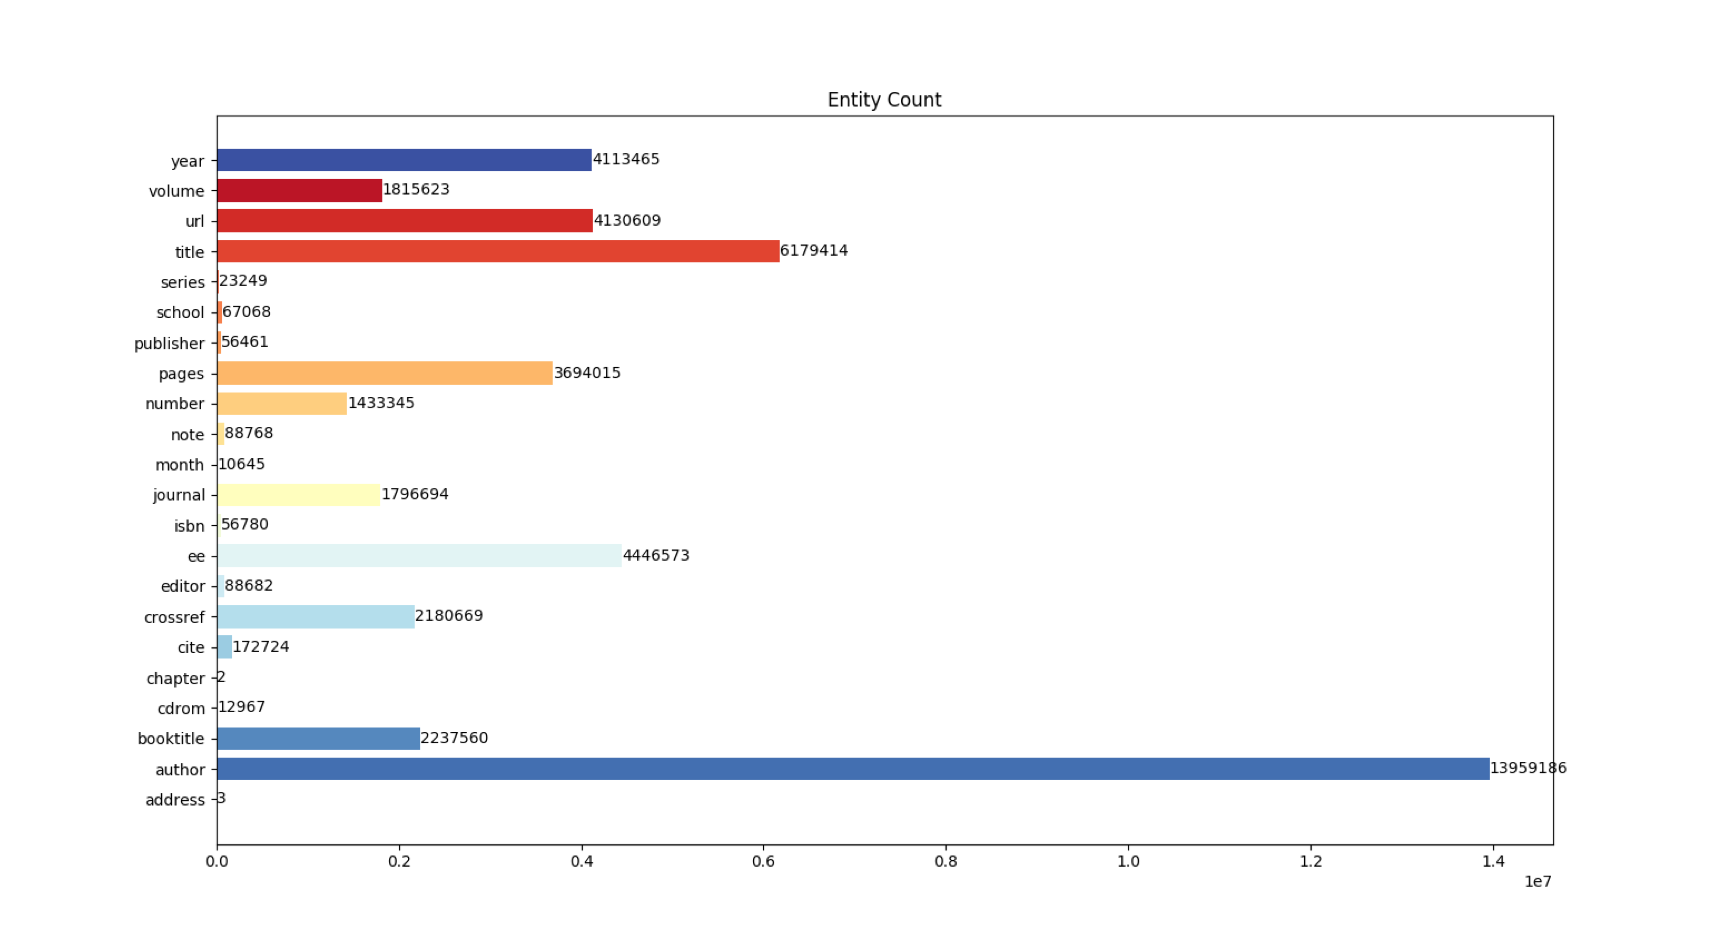 Entity Count
year 4113465
volume 1815623
url 4130609
title 6179414
series 23249
school 67068
publisher 56461
pages 3694015
number 1433345
note 88768
month 10645
journal 1796694
isbn 56780
ee 4446573
editor 88682
crossref 2180669
cite 172724
chapter 2
cdrom 12967
booktitle 2237560
author 13959186
address 3
0.0 0.2 0.4 0.6 0.8 1.0 1.2 1.4
1e7